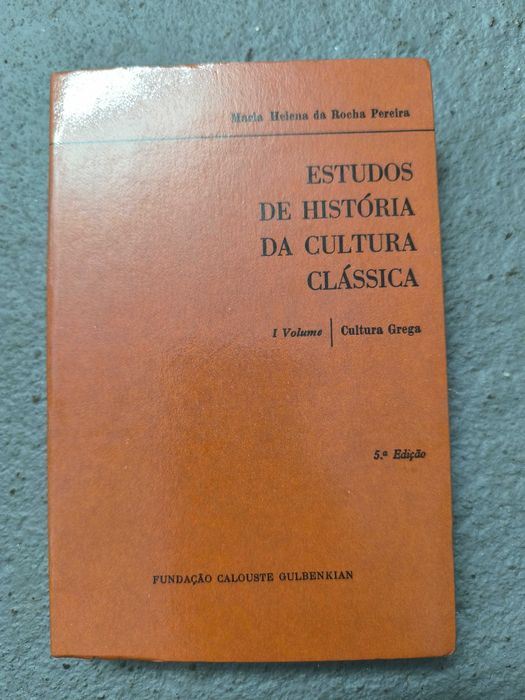 Maria Helena da Rocha Pereira
ESTUDOS
DE HISTÓRIA
DA CULTURA
CLÁSSICA
I Volume | Cultura Grega
5.ª Edição
FUNDAÇÃO CALOUSTE GULBENKIAN